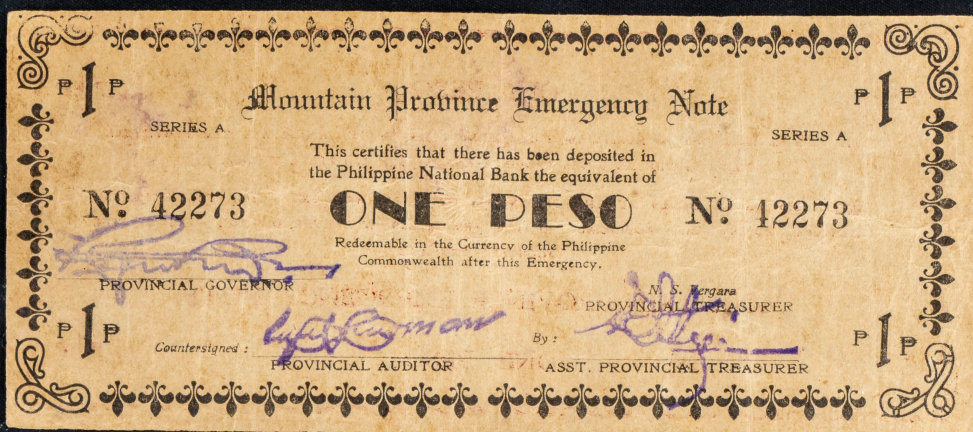 ₱ 1 ₱
₱ 1 ₱
Mountain Province Emergency Note
SERIES A
SERIES A
This certifies that there has been deposited in
the Philippine National Bank the equivalent of
Nº 42273
ONE PESO
Nº 42273
Redeemable in the Currency of the Philippine
Commonwealth after this Emergency.
PROVINCIAL GOVERNOR
N. S. Vergara
PROVINCIAL TREASURER
₱ 1 ₱
₱ 1 ₱
Countersigned :
By :
PROVINCIAL AUDITOR
ASST. PROVINCIAL TREASURER